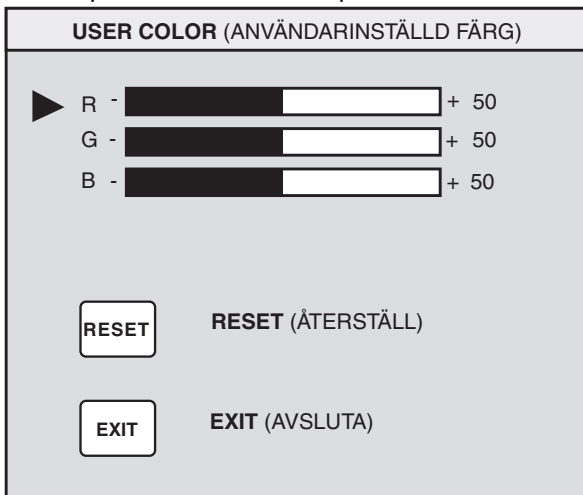 USER COLOR (ANVÄNDARINSTÄLLD FÄRG)
R - + 50
G - + 50
B - + 50
RESET RESET (ÅTERSTÄLL)
EXIT EXIT (AVSLUTA)